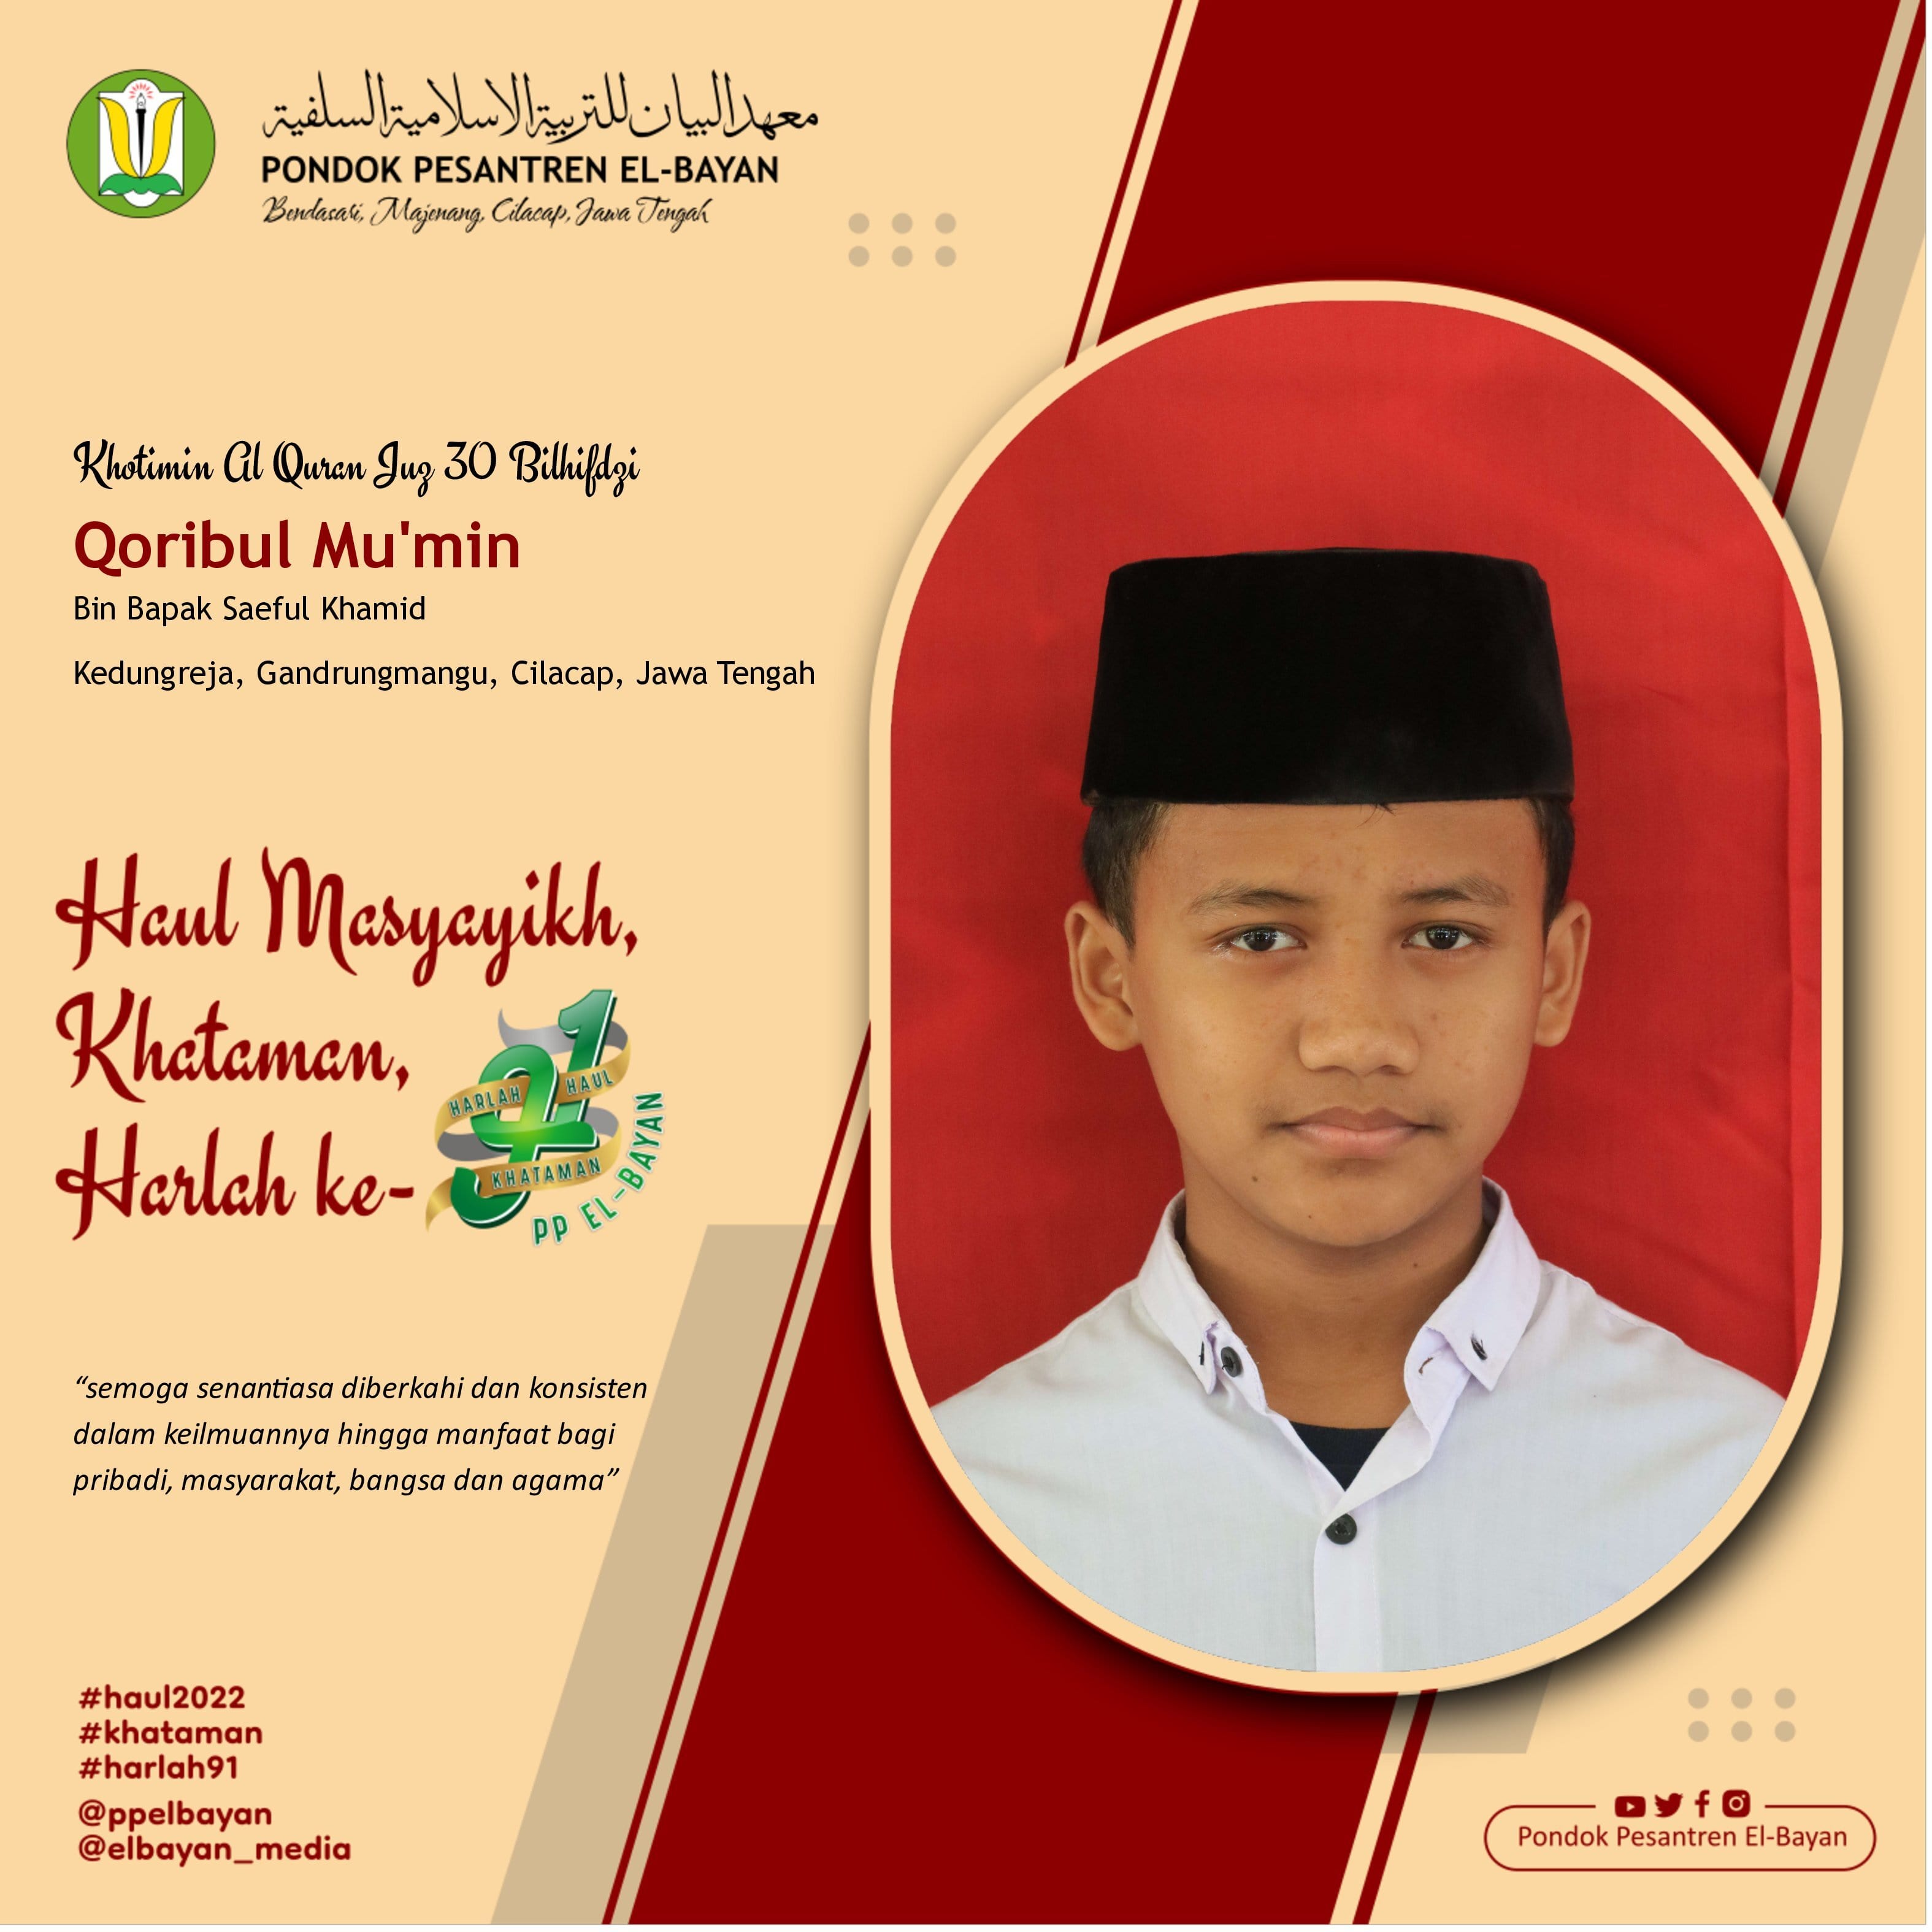 معهد البيان للتربية الاسلامية السلفية
PONDOK PESANTREN EL-BAYAN
Bendasari, Majenang, Cilacap, Jawa Tengah
Khotimin Al Quran Juz 30 Bilhifdzi
Qoribul Mu'min
Bin Bapak Saeful Khamid
Kedungreja, Gandrungmangu, Cilacap, Jawa Tengah
Haul Masyayikh,
Khataman,
Harlah ke-
91
HARLAH HAUL
KHATAMAN
PP EL-BAYAN
“semoga senantiasa diberkahi dan konsisten
dalam keilmuannya hingga manfaat bagi
pribadi, masyarakat, bangsa dan agama”
#haul2022
#khataman
#harlah91
@ppelbayan
@elbayan_media
Pondok Pesantren El-Bayan